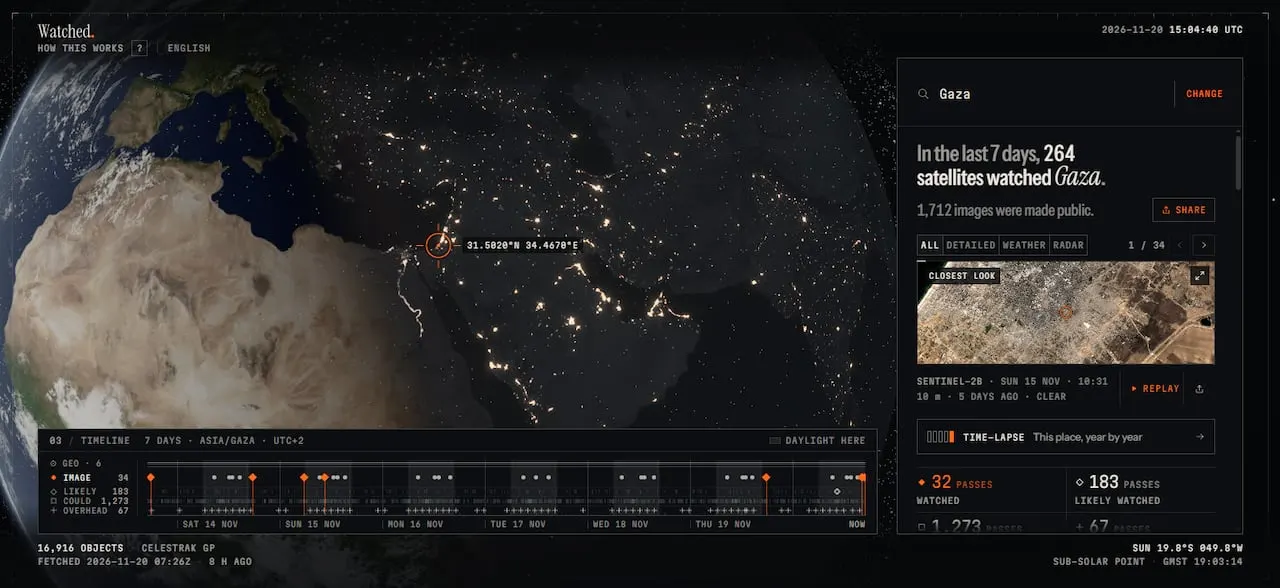 Watched.
HOW THIS WORKS ? ENGLISH
2026-11-20 15:04:40 UTC
Gaza
CHANGE
In the last 7 days, 264
satellites watched Gaza.
1,712 images were made public.
SHARE
ALL DETAILED WEATHER RADAR
1 / 34
CLOSEST LOOK
SENTINEL-2B · SUN 15 NOV · 10:31
10 m · 5 DAYS AGO · CLEAR
REPLAY
TIME-LAPSE This place, year by year →
32 PASSES
WATCHED
183 PASSES
LIKELY WATCHED
1,273 PASSES
67 PASSES
31.5020°N 34.4670°E
03 / TIMELINE 7 DAYS · ASIA/GAZA · UTC+2
DAYLIGHT HERE
GEO · 6
IMAGE 34
LIKELY 183
COULD 1,273
OVERHEAD 67
SAT 14 NOV SUN 15 NOV MON 16 NOV TUE 17 NOV WED 18 NOV THU 19 NOV NOW
16,916 OBJECTS CELESTRAK GP
FETCHED 2026-11-20 07:26Z 8 H AGO
SUN 19.8°S 049.8°W
SUB-SOLAR POINT GMST 19:03:14